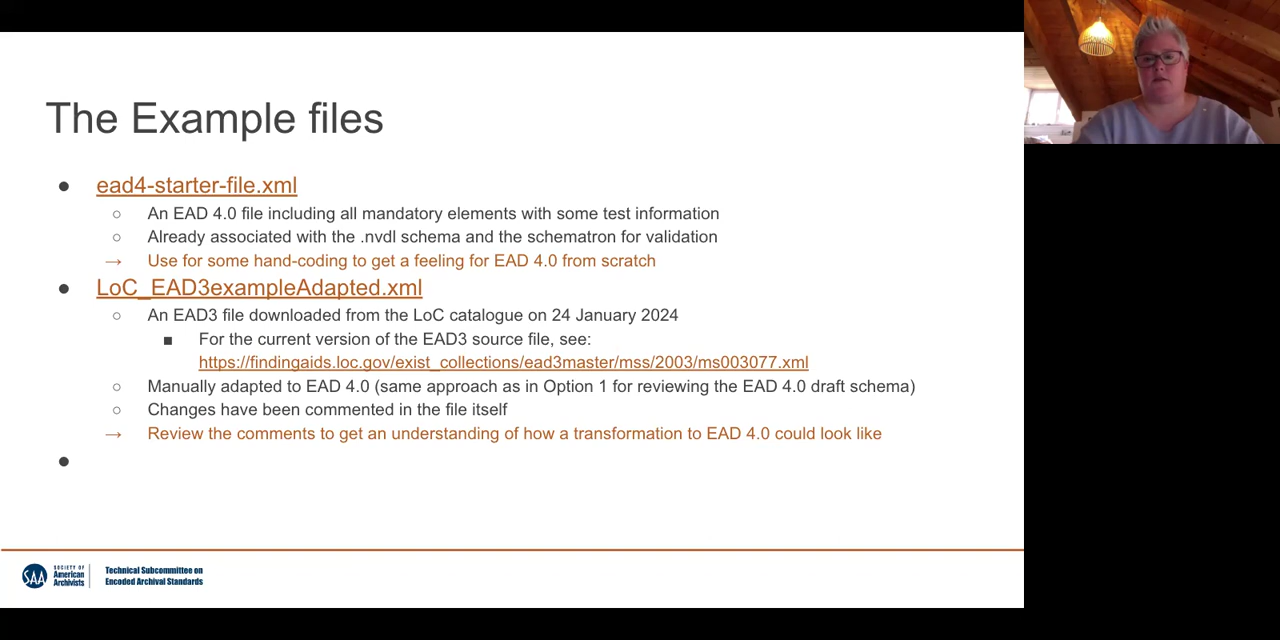 The Example files
● ead4-starter-file.xml
○ An EAD 4.0 file including all mandatory elements with some test information
○ Already associated with the .nvdl schema and the schematron for validation
→ Use for some hand-coding to get a feeling for EAD 4.0 from scratch
● LoC_EAD3exampleAdapted.xml
○ An EAD3 file downloaded from the LoC catalogue on 24 January 2024
■ For the current version of the EAD3 source file, see:
https://findingaids.loc.gov/exist_collections/ead3master/mss/2003/ms003077.xml
○ Manually adapted to EAD 4.0 (same approach as in Option 1 for reviewing the EAD 4.0 draft schema)
○ Changes have been commented in the file itself
→ Review the comments to get an understanding of how a transformation to EAD 4.0 could look like
●
SAA
SOCIETY OF
American
Archivists
Technical Subcommittee on
Encoded Archival Standards